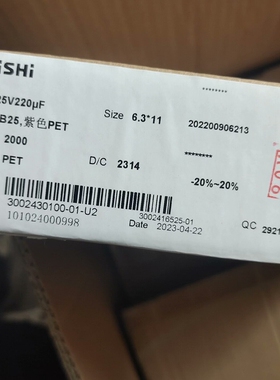 iSHi
25V220μF
Size 6.3*11
202200906213
B25,紫色PET
********
2000
PET
D/C 2314
-20%~20%
3002430100-01-U2
3002416525-01
101024000998
Date 2023-04-22
QC 2921